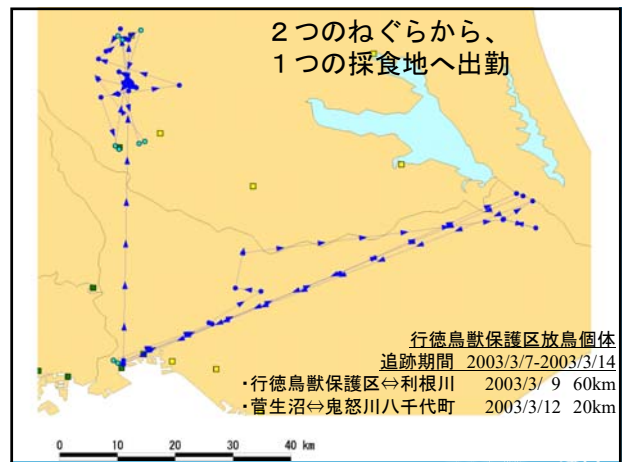 ２つのねぐらから、
１つの採食地へ出勤
行徳鳥獣保護区放鳥個体
追跡期間 2003/3/7-2003/3/14
・行徳鳥獣保護区⇔利根川 2003/3/ 9 60km
・菅生沼⇔鬼怒川八千代町 2003/3/12 20km
0 10 20 30 40 km